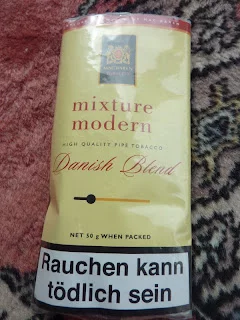 mixture
modern
HIGH QUALITY PIPE TOBACCO
Danish Blend
NET 50 g WHEN PACKED
Rauchen kann
tödlich sein